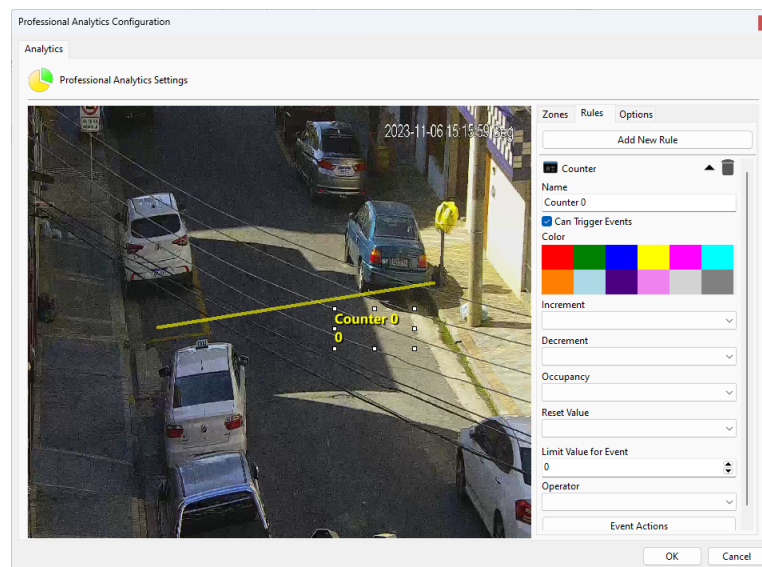 Professional Analytics Configuration
Analytics
Professional Analytics Settings
2023-11-06 15:15:59 Seg
Counter 0
0
Zones
Rules
Options
Add New Rule
Counter
Name
Counter 0
Can Trigger Events
Color
Increment
Decrement
Occupancy
Reset Value
Limit Value for Event
0
Operator
Event Actions
OK
Cancel